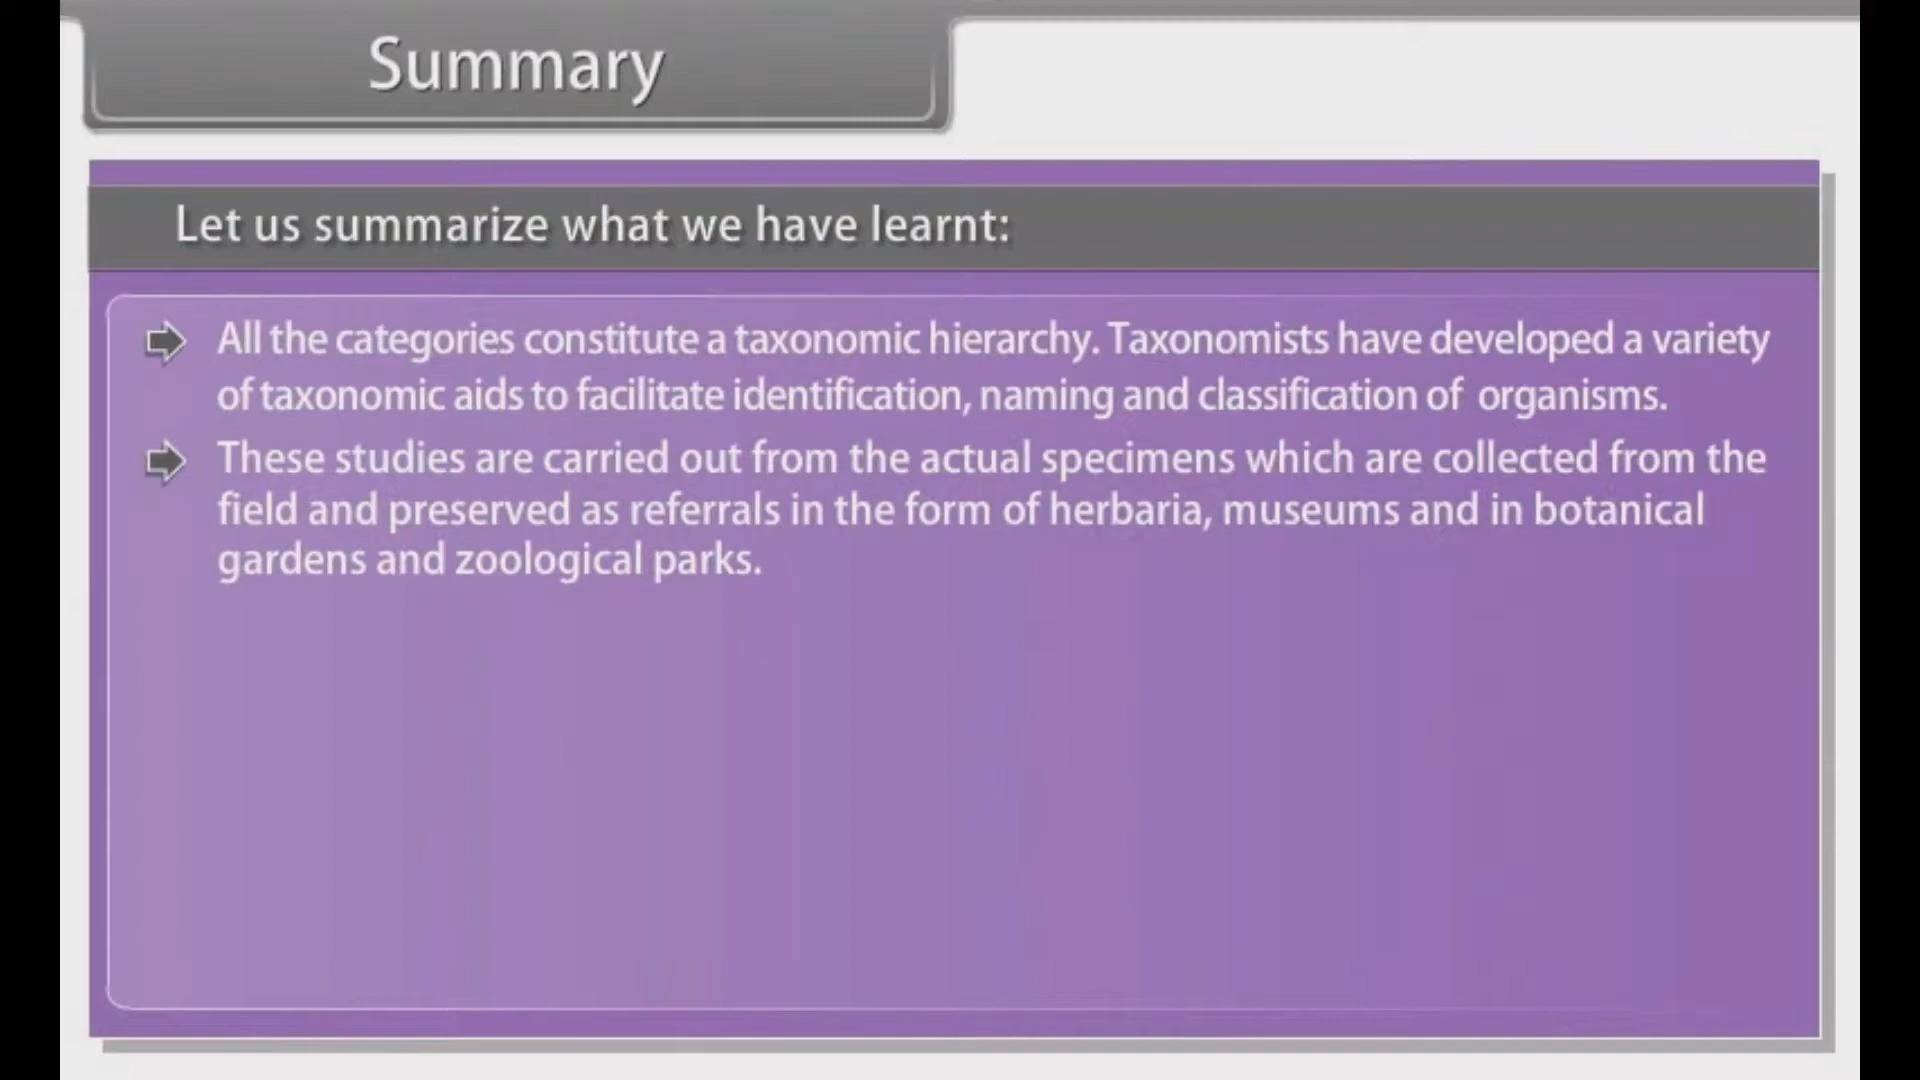 Summary
Let us summarize what we have learnt:
All the categories constitute a taxonomic hierarchy. Taxonomists have developed a variety
of taxonomic aids to facilitate identification, naming and classification of organisms.
These studies are carried out from the actual specimens which are collected from the
field and preserved as referrals in the form of herbaria, museums and in botanical
gardens and zoological parks.